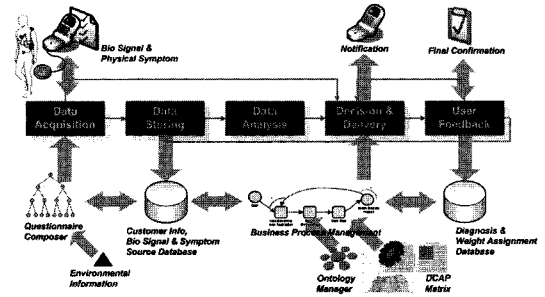 Bio Signal &
Physical Symptom
Notification
Final Confirmation
Data
Acquisition
Data
Storing
Data
Analysis
Decision &
Delivery
User
Feedback
Questionnaire
Composer
Customer Info,
Bio Signal & Symptom
Source Database
Business Process Management
Diagnosis &
Weight Assignment
Database
Environmental
Information
Ontology
Manager
DCAP
Matrix